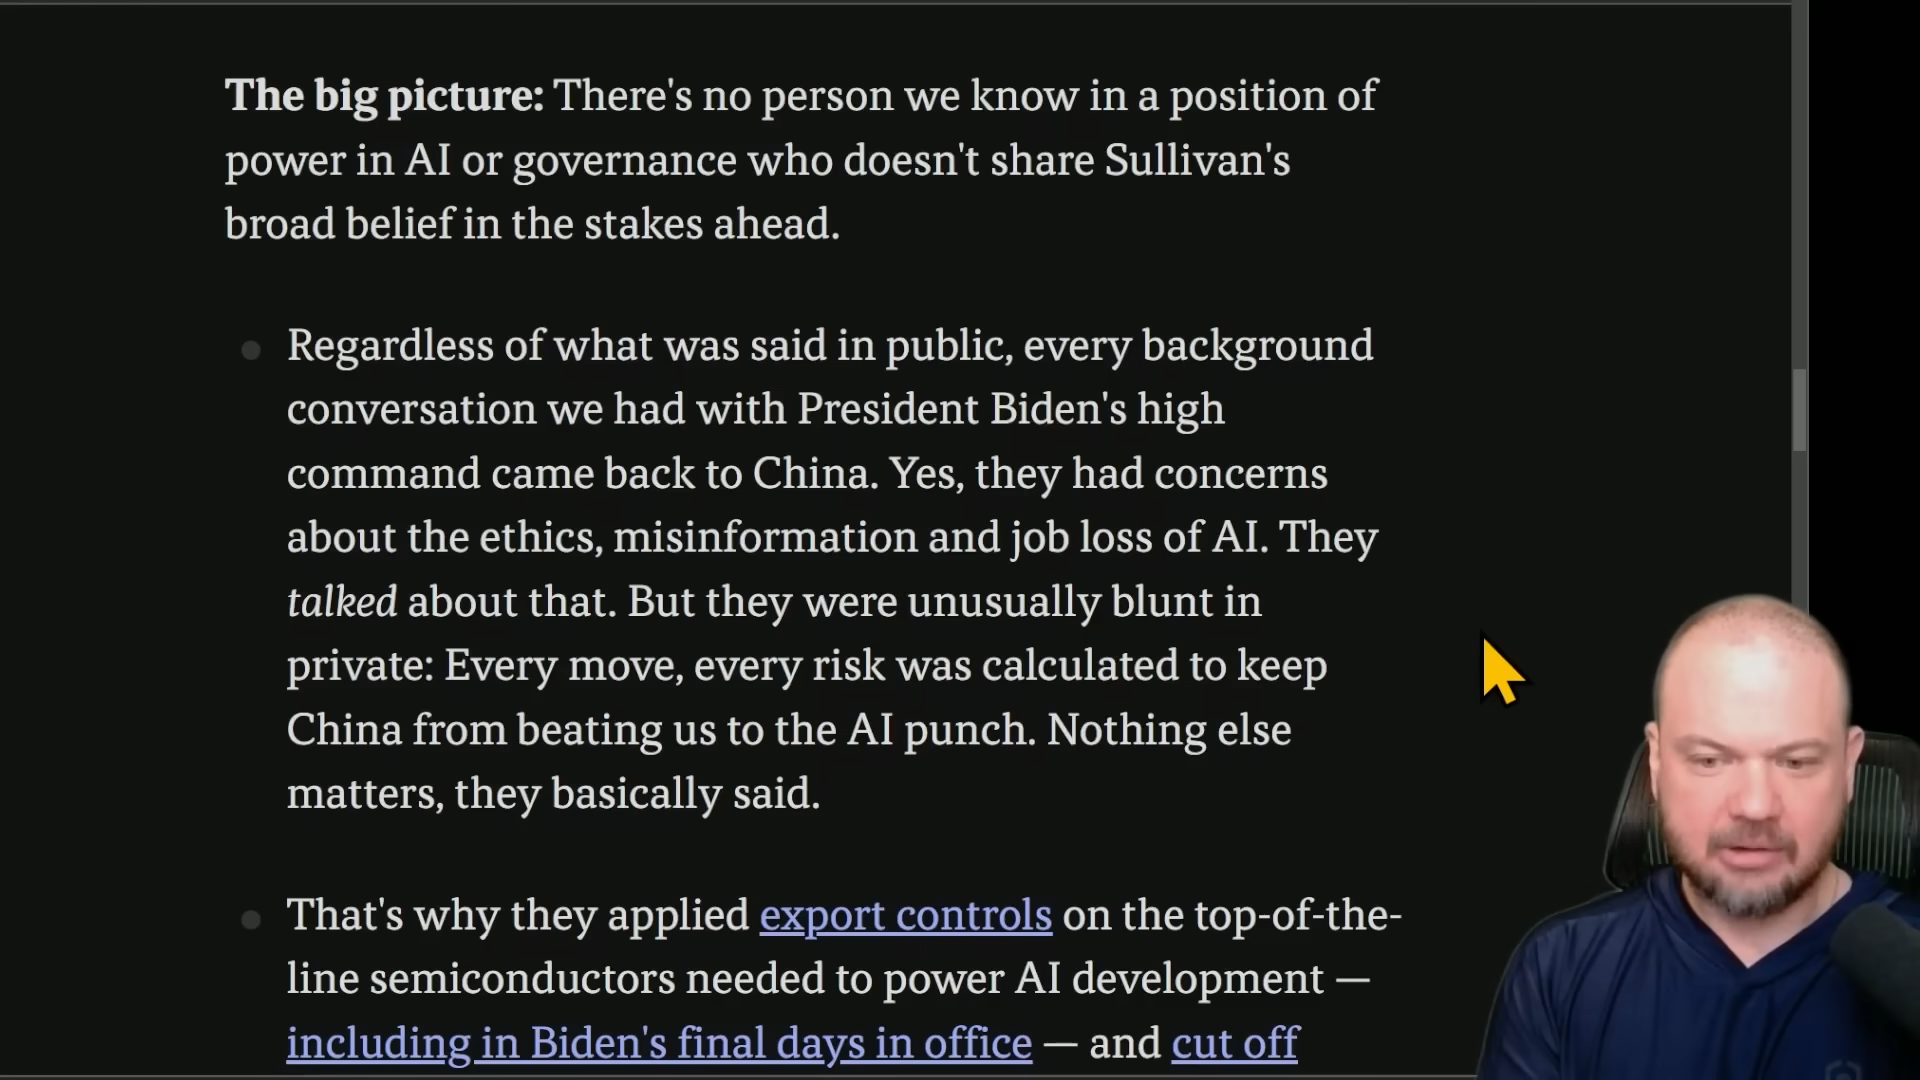 The big picture: There's no person we know in a position of
power in AI or governance who doesn't share Sullivan's
broad belief in the stakes ahead.
Regardless of what was said in public, every background
conversation we had with President Biden's high
command came back to China. Yes, they had concerns
about the ethics, misinformation and job loss of AI. They
talked about that. But they were unusually blunt in
private: Every move, every risk was calculated to keep
China from beating us to the AI punch. Nothing else
matters, they basically said.
That's why they applied export controls on the top-of-the-
line semiconductors needed to power AI development —
including in Biden's final days in office — and cut off